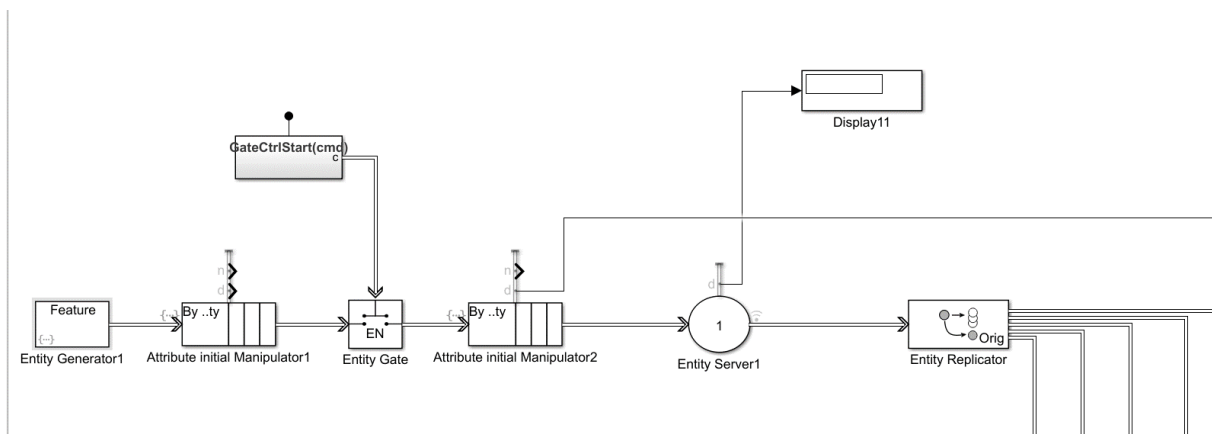 Display11
GateCtrlStart(cmd)
c
n
d
n
d
d
Feature
{...}
{...}
By ..ty
EN
{...}
By ..ty
1
Orig
Entity Generator1
Attribute initial Manipulator1
Entity Gate
Attribute initial Manipulator2
Entity Server1
Entity Replicator